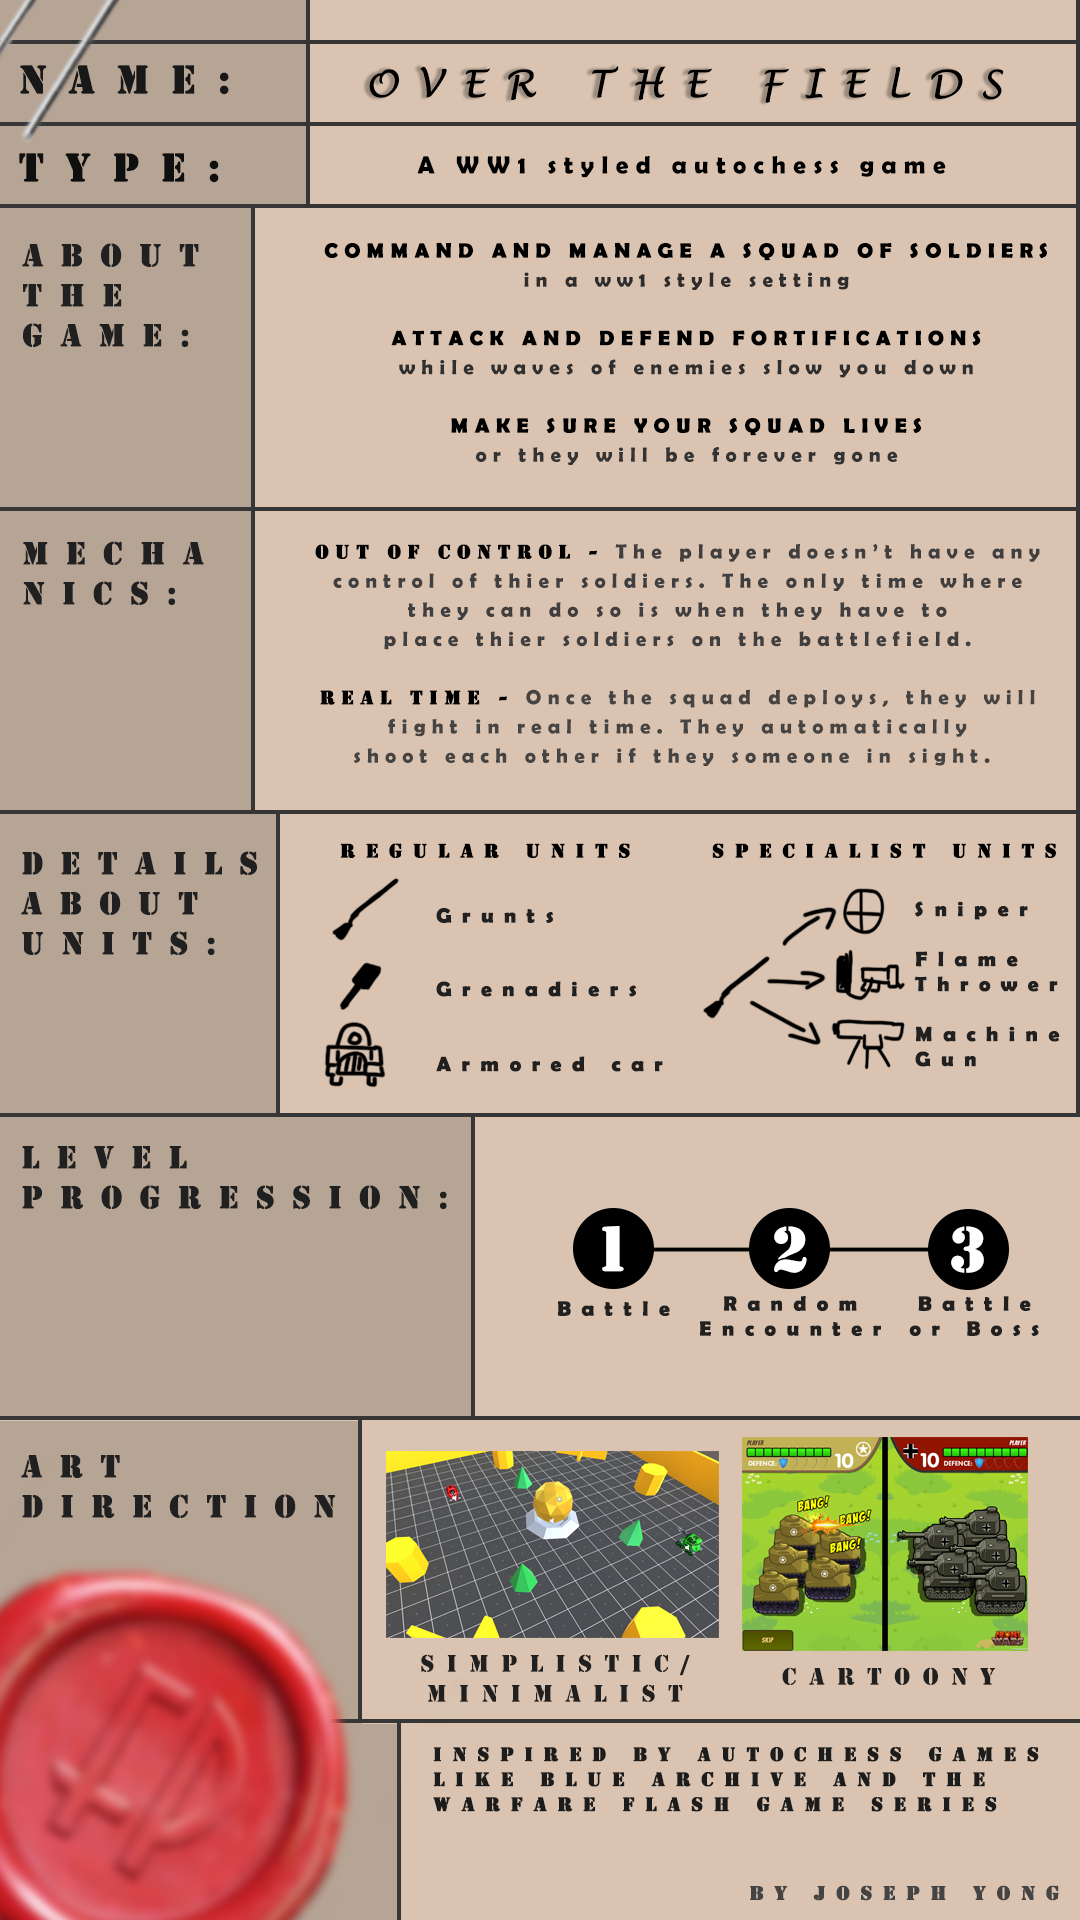 NAME:
OVER THE FIELDS
TYPE:
A WW1 styled autochess game
ABOUT
THE
GAME:
COMMAND AND MANAGE A SQUAD OF SOLDIERS
in a ww1 style setting
ATTACK AND DEFEND FORTIFICATIONS
while waves of enemies slow you down
MAKE SURE YOUR SQUAD LIVES
or they will be forever gone
MECHA
NICS:
OUT OF CONTROL - The player doesn't have any
control of thier soldiers. The only time where
they can do so is when they have to
place thier soldiers on the battlefield.
REAL TIME - Once the squad deploys, they will
fight in real time. They automatically
shoot each other if they someone in sight.
DETAILS
ABOUT
UNITS:
REGULAR UNITS
Grunts
Grenadiers
Armored car
SPECIALIST UNITS
Sniper
Flame
Thrower
Machine
Gun
LEVEL
PROGRESSION:
1
2
3
Battle
Random
Encounter
Battle
or Boss
ART
DIRECTION
SIMPLISTIC/
MINIMALIST
PLAYER
10
DEFENCE:
PLAYER
10
DEFENCE:
BANG!
BANG!
BANG!
SKIP
CARTOONY
INSPIRED BY AUTOCHESS GAMES
LIKE BLUE ARCHIVE AND THE
WARFARE FLASH GAME SERIES
BY JOSEPH YONG